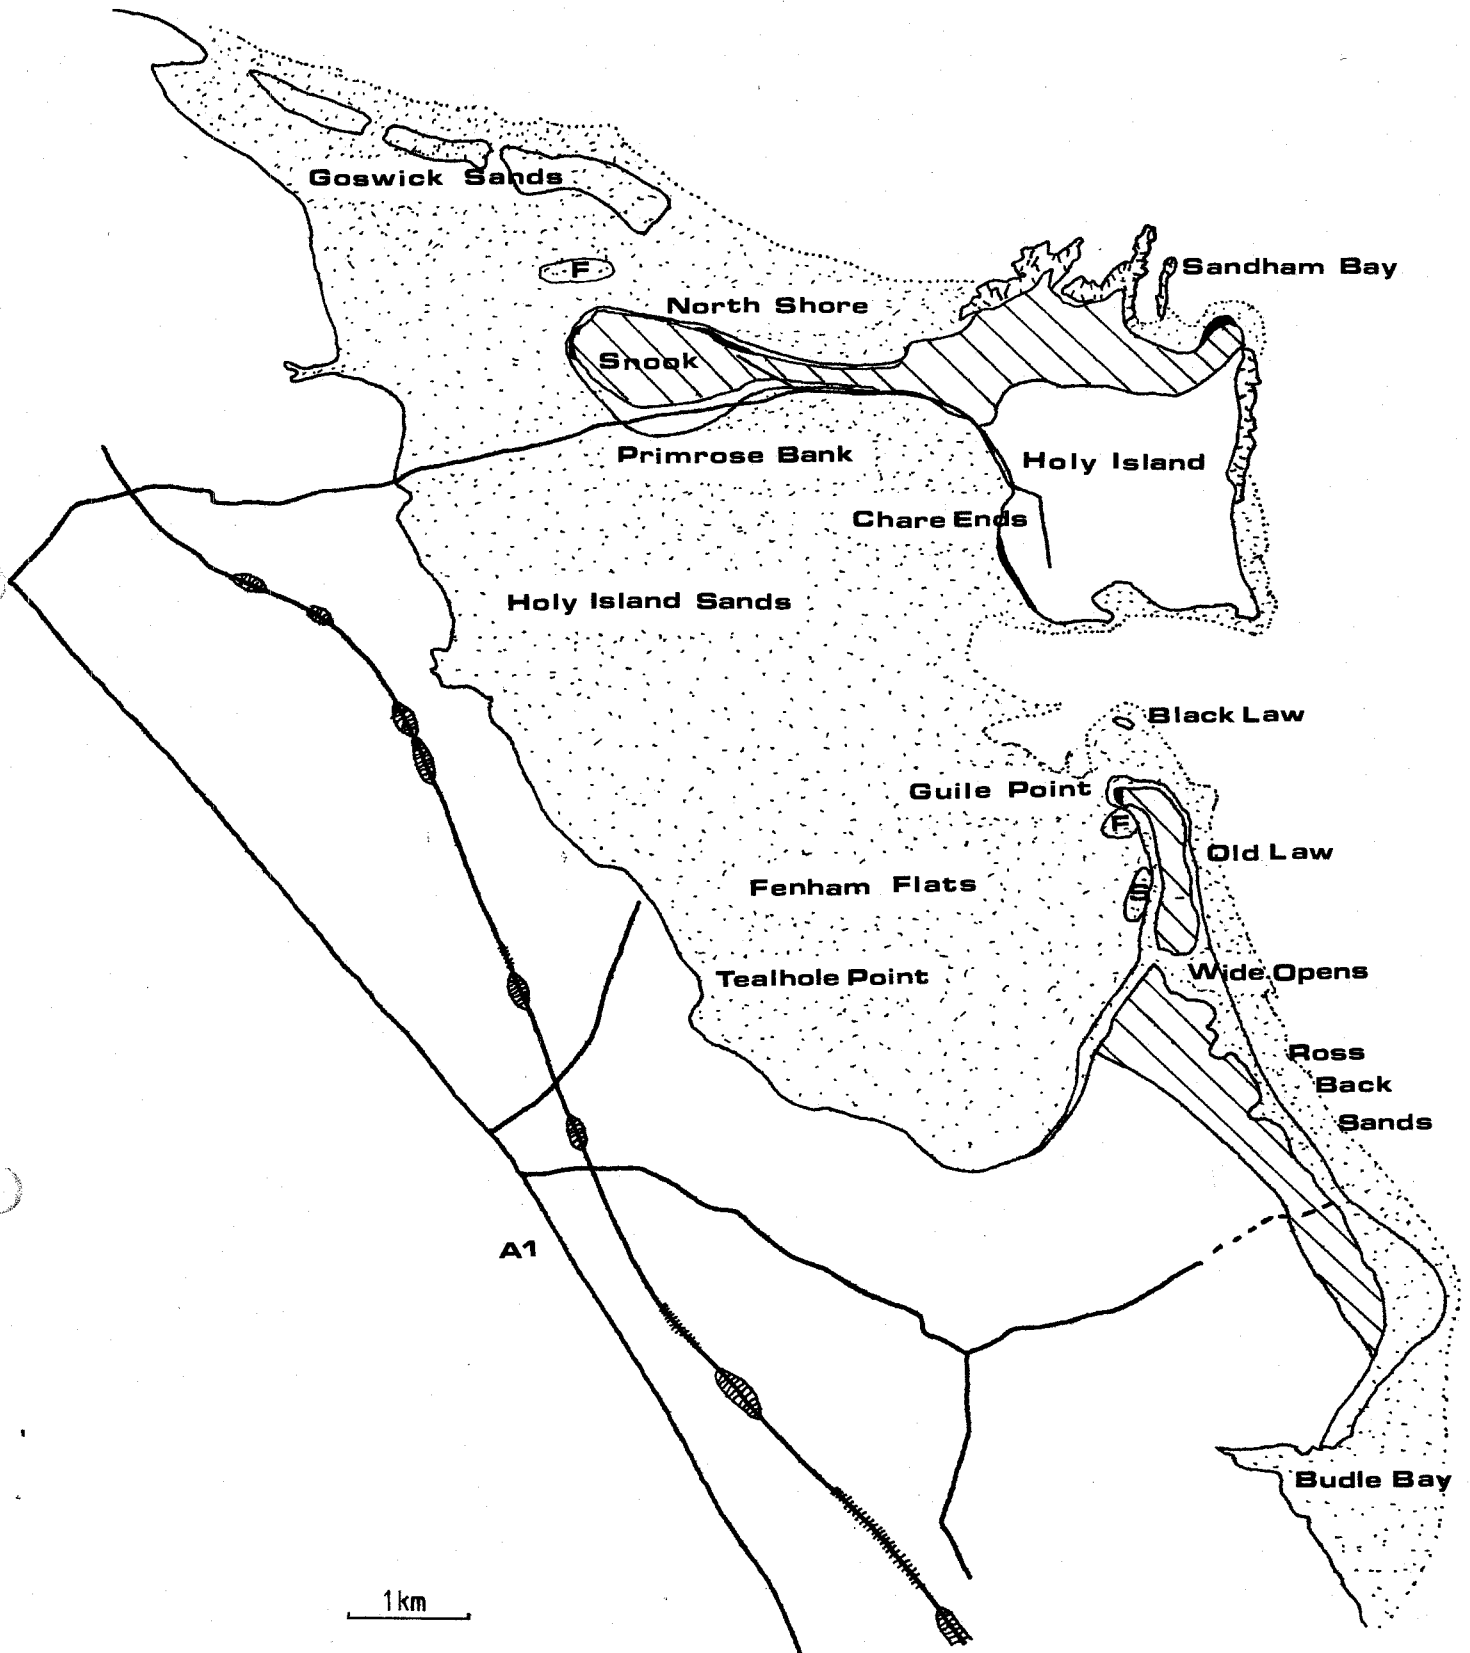 Goswick Sands
F
Sandham Bay
North Shore
Snook
Primrose Bank
Holy Island
Chare Ends
Holy Island Sands
Black Law
Guile Point
F
Old Law
Fenham Flats
S
Tealhole Point
Wide Opens
Ross
Back
Sands
A1
Budle Bay
1km